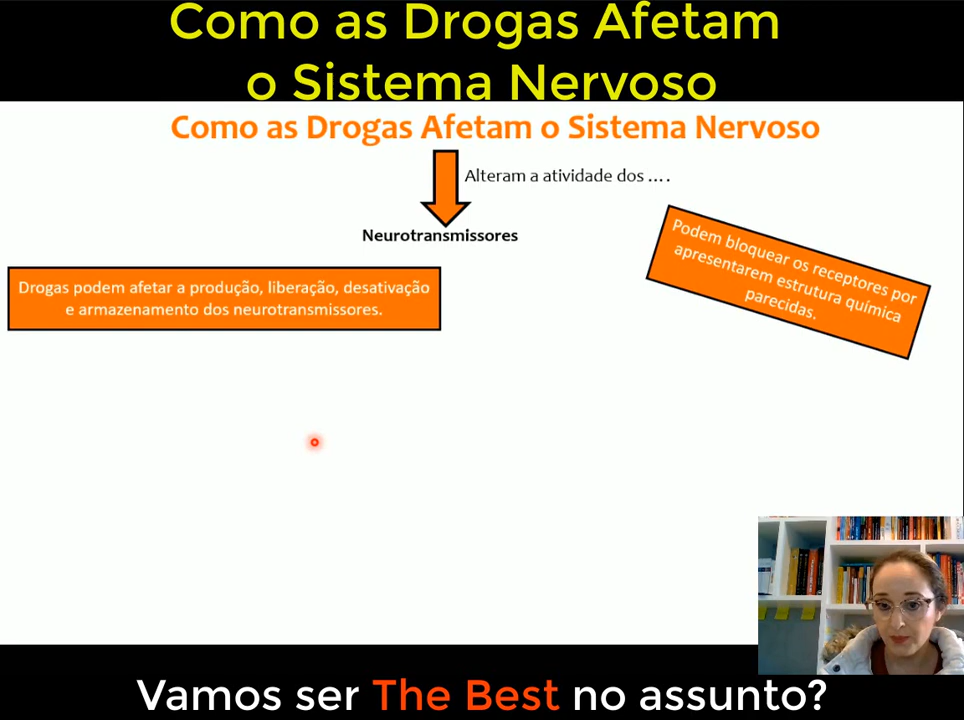 Como as Drogas Afetam
o Sistema Nervoso
Como as Drogas Afetam o Sistema Nervoso
Alteram a atividade dos ....
Neurotransmissores
Drogas podem afetar a produção, liberação, desativação
e armazenamento dos neurotransmissores.
Podem bloquear os receptores por
apresentarem estrutura química
parecidas.
Vamos ser The Best no assunto?